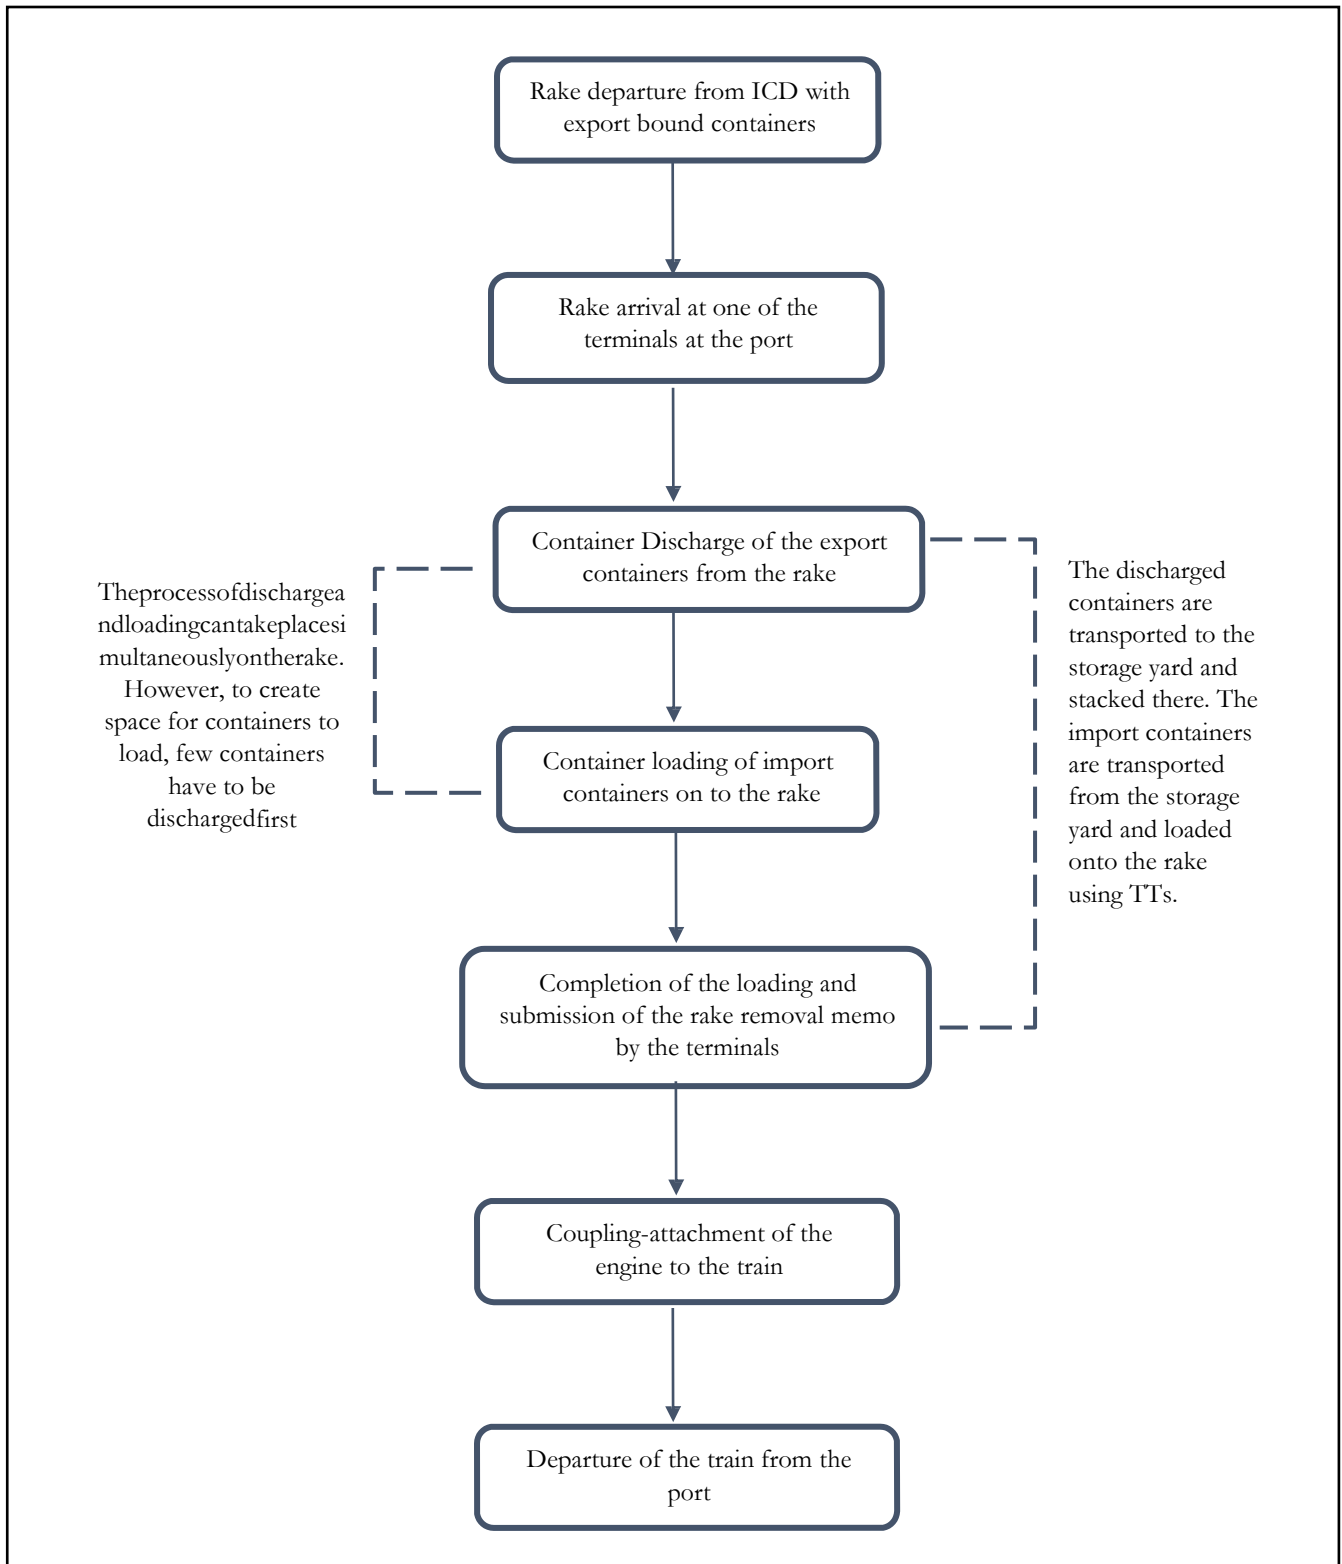 Rake departure from ICD with
export bound containers
Rake arrival at one of the
terminals at the port
Container Discharge of the export
containers from the rake
Theprocessofdischargea
ndloadingcantakeplacesi
multaneouslyontherake.
However, to create
space for containers to
load, few containers
have to be
dischargedfirst
The discharged
containers are
transported to the
storage yard and
stacked there. The
import containers
are transported
from the storage
yard and loaded
onto the rake
using TTs.
Container loading of import
containers on to the rake
Completion of the loading and
submission of the rake removal memo
by the terminals
Coupling-attachment of the
engine to the train
Departure of the train from the
port